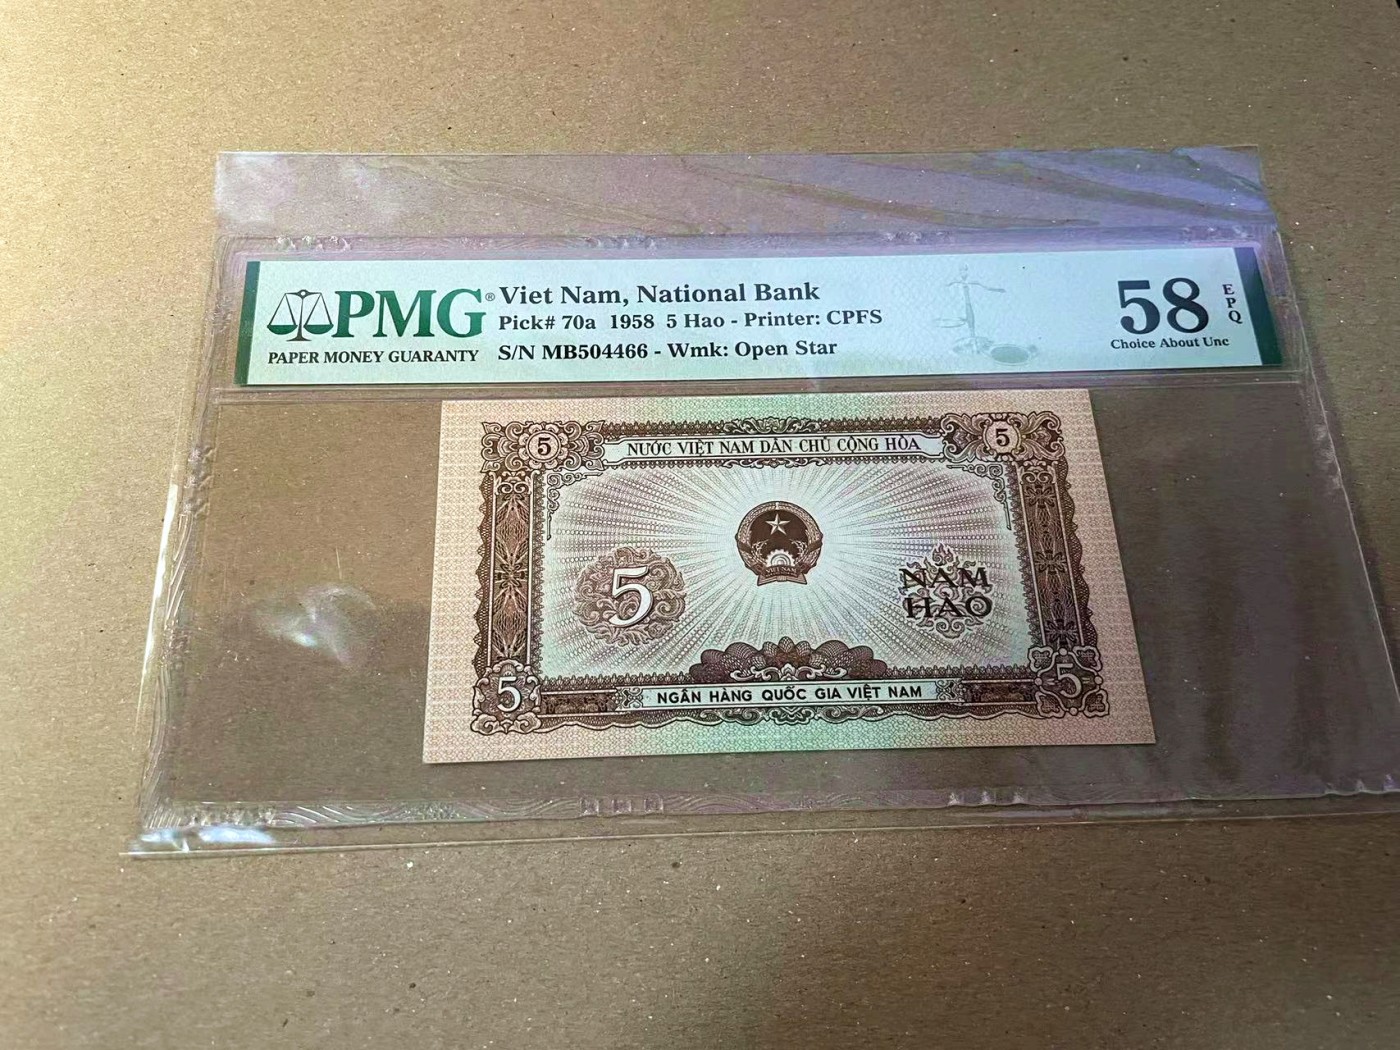 PMG®
PAPER MONEY GUARANTY
Viet Nam, National Bank
Pick# 70a 1958 5 Hao - Printer: CPFS
S/N MB504466 - Wmk: Open Star
58
EPQ
Choice About Unc
5
NƯỚC VIỆT NAM DÂN CHỦ CỘNG HÒA
5
VIỆT NAM
5
NĂM
HÀO
5
NGÂN HÀNG QUỐC GIA VIỆT NAM
5